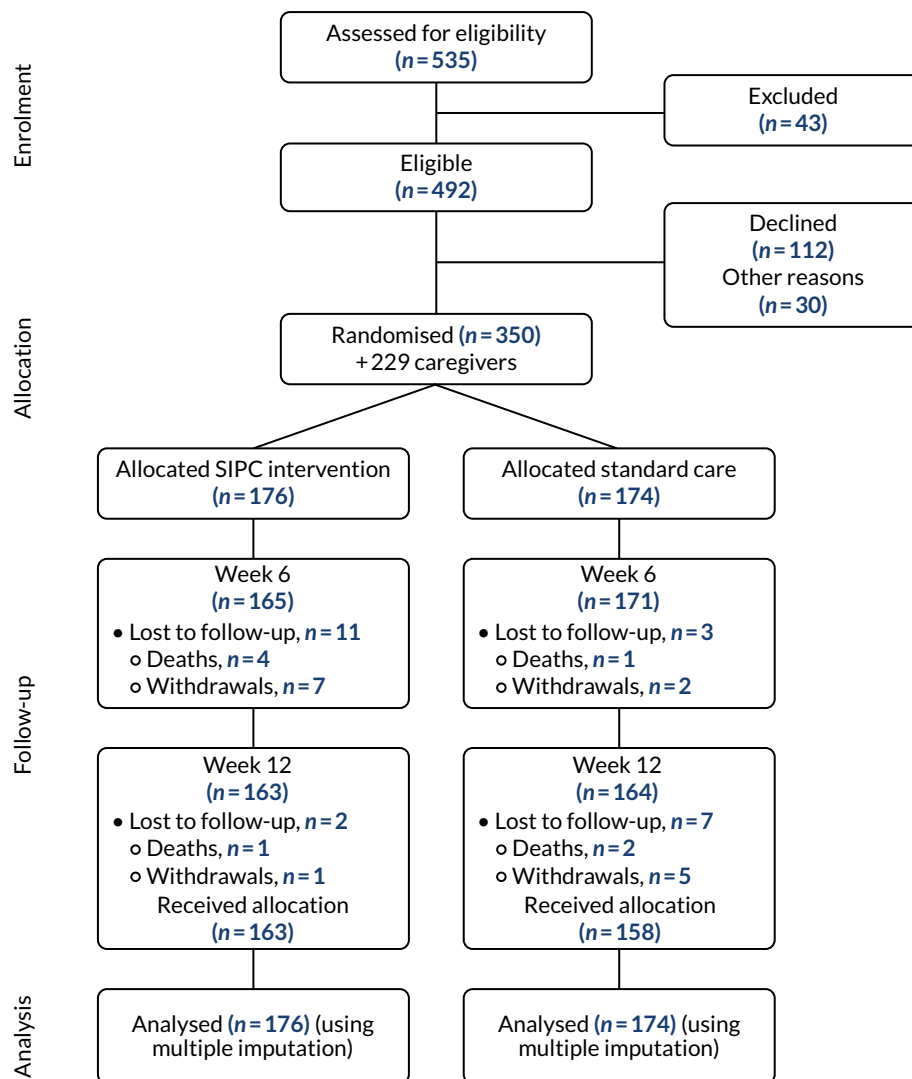 Enrolment
Assessed for eligibility
(n=535)
Excluded
(n=43)
Eligible
(n=492)
Declined
(n=112)
Other reasons
(n=30)
Allocation
Randomised (n=350)
+229 caregivers
Allocated SIPC intervention
(n=176)
Allocated standard care
(n=174)
Follow-up
Week 6
(n=165)
• Lost to follow-up, n=11
Deaths, n=4
Withdrawals, n=7
Week 6
(n=171)
• Lost to follow-up, n=3
Deaths, n=1
Withdrawals, n=2
Week 12
(n=163)
• Lost to follow-up, n=2
Deaths, n=1
Withdrawals, n=1
Received allocation
(n=163)
Week 12
(n=164)
• Lost to follow-up, n=7
Deaths, n=2
Withdrawals, n=5
Received allocation
(n=158)
Analysis
Analysed (n=176) (using
multiple imputation)
Analysed (n=174) (using
multiple imputation)